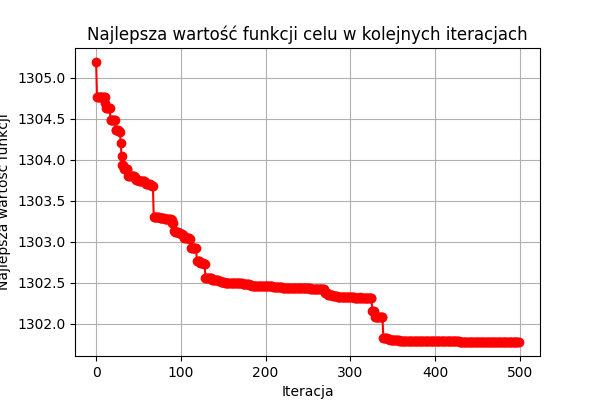 Najlepsza wartość funkcji celu w kolejnych iteracjach
Najlepsza wartość funkcji
1305.0
1304.5
1304.0
1303.5
1303.0
1302.5
1302.0
0 100 200 300 400 500
Iteracja